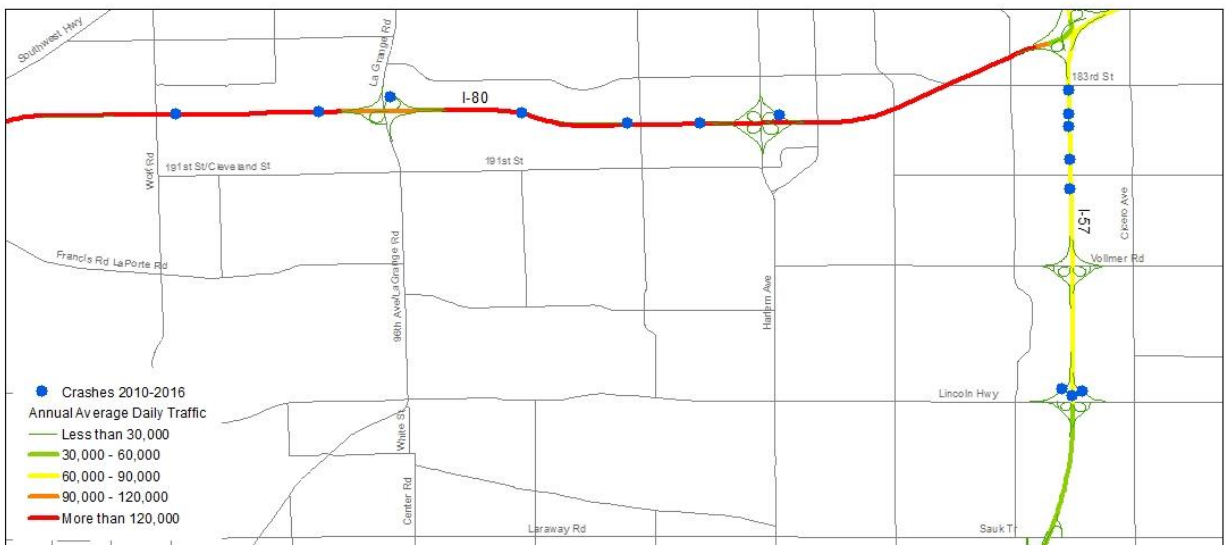 Southwest Hwy
La Grange Rd
I-80
183rd St
191st St/Cleveland St
191st St
Wolf Rd
Cicero Ave
I-57
Francis Rd LaPorte Rd
Vollmer Rd
96th Ave/LaGrange Rd
Harlem Ave
Crashes 2010-2016
Annual Average Daily Traffic
Less than 30,000
30,000 - 60,000
60,000 - 90,000
90,000 - 120,000
More than 120,000
Lincoln Hwy
White St
Center Rd
Laraway Rd
Sauk Tr